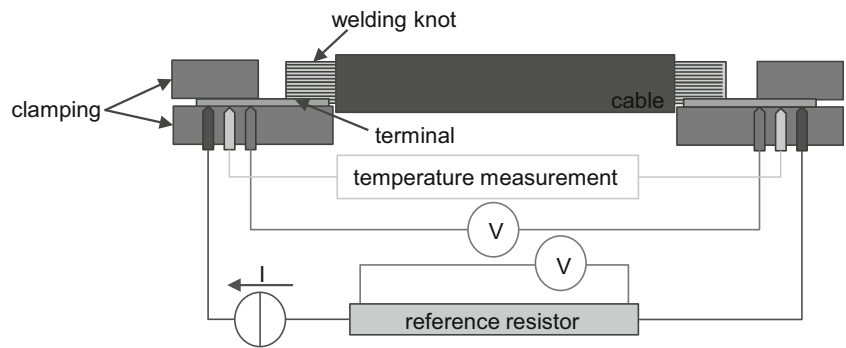 welding knot
clamping
cable
terminal
temperature measurement
V
V
I
reference resistor